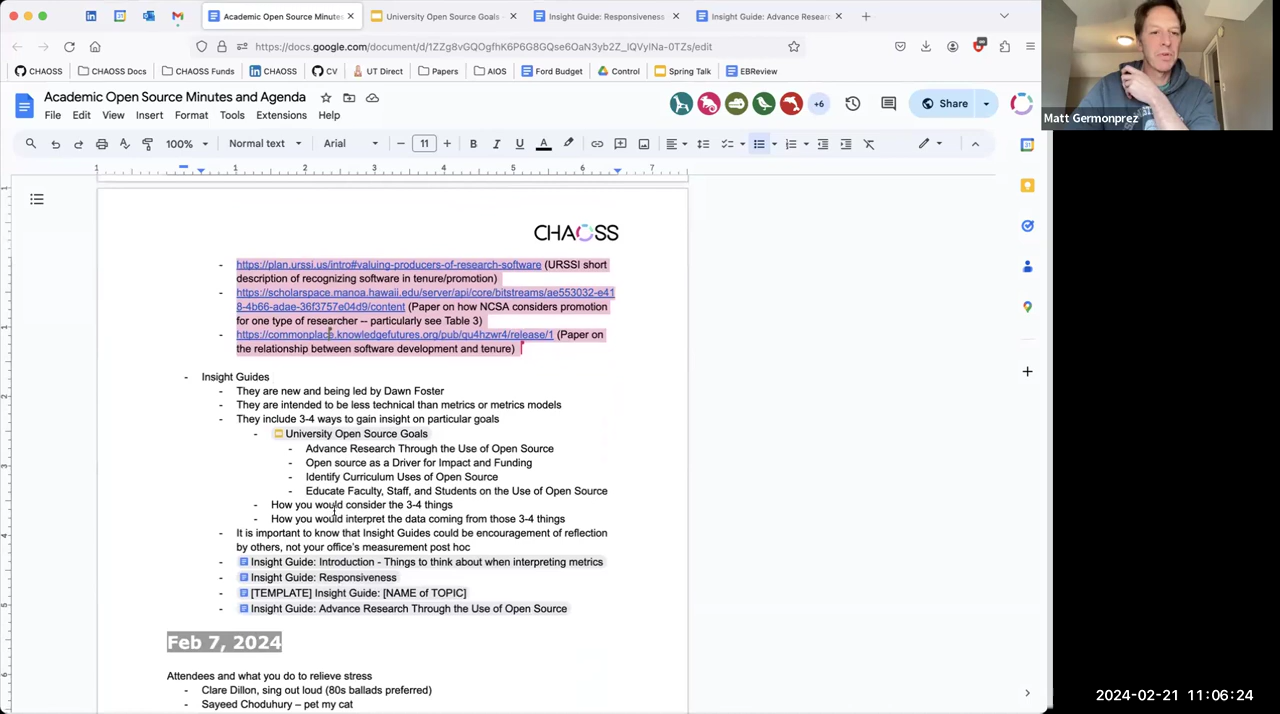 Academic Open Source Minutes
University Open Source Goals -
Insight Guide: Responsiveness
Insight Guide: Advance Researc
https://docs.google.com/document/d/1ZZg8vGQOgfhK6P6G8GQse6OaN3yb2Z_lQVyINa-0TZs/edit
CHAOSS
CHAOSS Docs
CHAOSS Funds
CHAOSS
CV
UT Direct
Papers
AIOS
Ford Budget
Control
Spring Talk
EBReview
Academic Open Source Minutes and Agenda
File Edit View Insert Format Tools Extensions Help
+6
Share
Matt Germonprez
100% Normal text Arial 11
1 1 2 3 4 5 6 7
CHAOSS
- https://plan.urssi.us/intro#valuing-producers-of-research-software (URSSI short
description of recognizing software in tenure/promotion)
- https://scholarspace.manoa.hawaii.edu/server/api/core/bitstreams/ae553032-e41
8-4b66-adae-36f3757e04d9/content (Paper on how NCSA considers promotion
for one type of researcher -- particularly see Table 3)
- https://commonplace.knowledgefutures.org/pub/qu4hzwr4/release/1 (Paper on
the relationship between software development and tenure)
- Insight Guides
- They are new and being led by Dawn Foster
- They are intended to be less technical than metrics or metrics models
- They include 3-4 ways to gain insight on particular goals
- University Open Source Goals
- Advance Research Through the Use of Open Source
- Open source as a Driver for Impact and Funding
- Identify Curriculum Uses of Open Source
- Educate Faculty, Staff, and Students on the Use of Open Source
- How you would consider the 3-4 things
- How you would interpret the data coming from those 3-4 things
- It is important to know that Insight Guides could be encouragement of reflection
by others, not your office's measurement post hoc
- Insight Guide: Introduction - Things to think about when interpreting metrics
- Insight Guide: Responsiveness
- [TEMPLATE] Insight Guide: [NAME of TOPIC]
- Insight Guide: Advance Research Through the Use of Open Source
Feb 7, 2024
Attendees and what you do to relieve stress
- Clare Dillon, sing out loud (80s ballads preferred)
- Sayeed Choduhury – pet my cat
2024-02-21 11:06:24